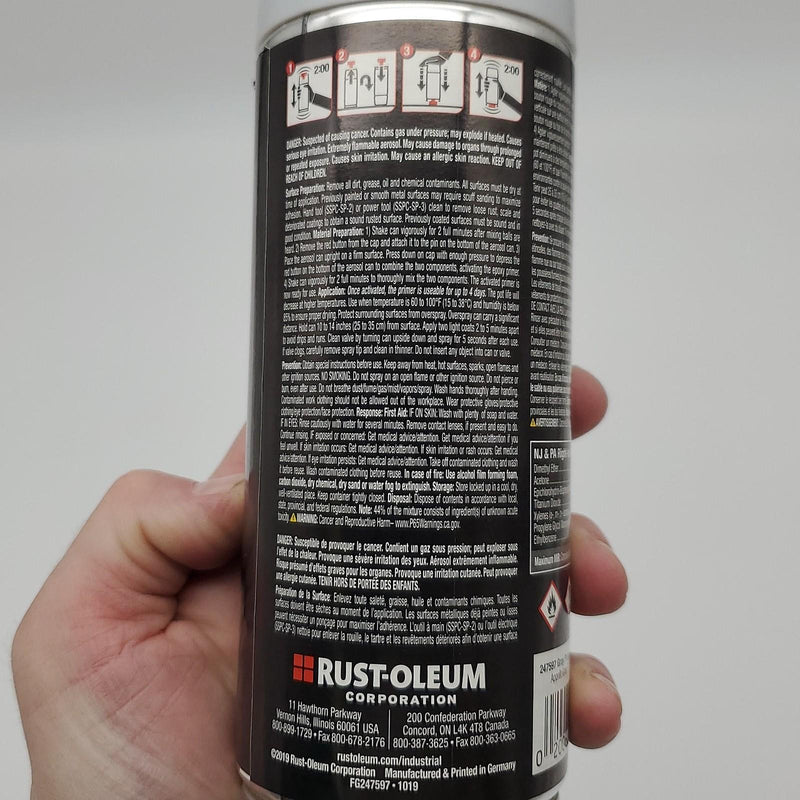 1 2:00 2 3 4 2:00
DANGER: Suspected of causing cancer. Contains gas under pressure; may explode if heated. Causes
serious eye irritation. Extremely flammable aerosol. May cause damage to organs through prolonged
or repeated exposure. Causes skin irritation. May cause an allergic skin reaction. KEEP OUT OF
REACH OF CHILDREN.
Surface Preparation: Remove all dirt, grease, oil and chemical contaminants. All surfaces must be dry at
time of application. Previously painted or smooth metal surfaces may require scuff sanding to maximize
adhesion. Hand tool (SSPC-SP-2) or power tool (SSPC-SP-3) clean to remove loose rust, scale and
deteriorated coatings to obtain a sound rusted surface. Previously coated surfaces must be sound and in
good condition. Material Preparation: 1) Shake can vigorously for 2 full minutes after mixing balls are
heard. 2) Remove the red button from the cap and attach it to the pin on the bottom of the aerosol can. 3)
Place the aerosol can upright on a firm surface. Press down on cap with enough pressure to depress the
red button on the bottom of the aerosol can to combine the two components, activating the epoxy primer.
4) Shake can vigorously for 2 full minutes to thoroughly mix the two components. The activated primer is
now ready for use. Application: Once activated, the primer is useable for up to 4 days. The pot life will
decrease at higher temperatures. Use when temperature is 60 to 100°F (15 to 38°C) and humidity is below
85% to ensure proper drying. Protect surrounding surfaces from overspray. Overspray can carry a significant
distance. Hold can 10 to 14 inches (25 to 35 cm) from surface. Apply two light coats 2 to 5 minutes apart
to avoid drips and runs. Clean valve by turning can upside down and spray for 5 seconds after each use.
If valve clogs, carefully remove spray tip and clean in thinner. Do not insert any object into can or valve.
Prevention: Obtain special instructions before use. Keep away from heat, hot surfaces, sparks, open flames and
other ignition sources. NO SMOKING. Do not spray on an open flame or other ignition source. Do not pierce or
burn, even after use. Do not breathe dust/fume/gas/mist/vapors/spray. Wash hands thoroughly after handling.
Contaminated work clothing should not be allowed out of the workplace. Wear protective gloves/protective
clothing/eye protection/face protection. Response: First Aid: IF ON SKIN: Wash with plenty of soap and water.
IF IN EYES: Rinse cautiously with water for several minutes. Remove contact lenses, if present and easy to do.
Continue rinsing. IF exposed or concerned: Get medical advice/attention. Get medical advice/attention if you
feel unwell. If skin irritation occurs: Get medical advice/attention. If skin irritation or rash occurs: Get medical
advice/attention. If eye irritation persists: Get medical advice/attention. Take off contaminated clothing and wash
it before reuse. Wash contaminated clothing before reuse. In case of fire: Use alcohol film forming foam,
carbon dioxide, dry chemical, dry sand or water fog to extinguish. Storage: Store locked up in a cool, dry,
well-ventilated place. Keep container tightly closed. Disposal: Dispose of contents in accordance with local,
state, provincial, and federal regulations. Note: 44% of the mixture consists of ingredient(s) of unknown acute
toxicity WARNING: Cancer and Reproductive Harm– www.P65Warnings.ca.gov.
DANGER: Susceptible de provoquer le cancer. Contient un gaz sous pression; peut exploser sous
l'effet de la chaleur. Provoque une sévère irritation des yeux. Aérosol extrêmement inflammable.
Risque présumé d'effets graves pour les organes. Provoque une irritation cutanée. Peut provoquer
une allergie cutanée. TENIR HORS DE PORTÉE DES ENFANTS.
Préparation de la Surface: Enlevez toute saleté, graisse, huile et contaminants chimiques. Toutes les
surfaces doivent être sèches au moment de l'application. Les surfaces métalliques déjà peintes ou lisses
peuvent nécessiter un ponçage pour maximiser l'adhérence. L'outil à main (SSPC-SP-2) ou l'outil électrique
(SSPC-SP-3) nettoie pour enlever la rouille, le tartre et les revêtements détériorés afin d'obtenir une surface
RUST-OLEUM
CORPORATION
11 Hawthorn Parkway
Vernon Hills, Illinois 60061 USA
800-899-1729 • Fax 800-678-2176
200 Confederation Parkway
Concord, ON L4K 4T8 Canada
800-387-3625 • Fax 800-363-0665
rustoleum.com/industrial
©2019 Rust-Oleum Corporation Manufactured & Printed in Germany
FG247597 • 1019
NJ & PA Right
Dimethyl Ether
Acetone
Titanium Dioxide
Ethylbenzene
Maximum MIR
247597 Spray